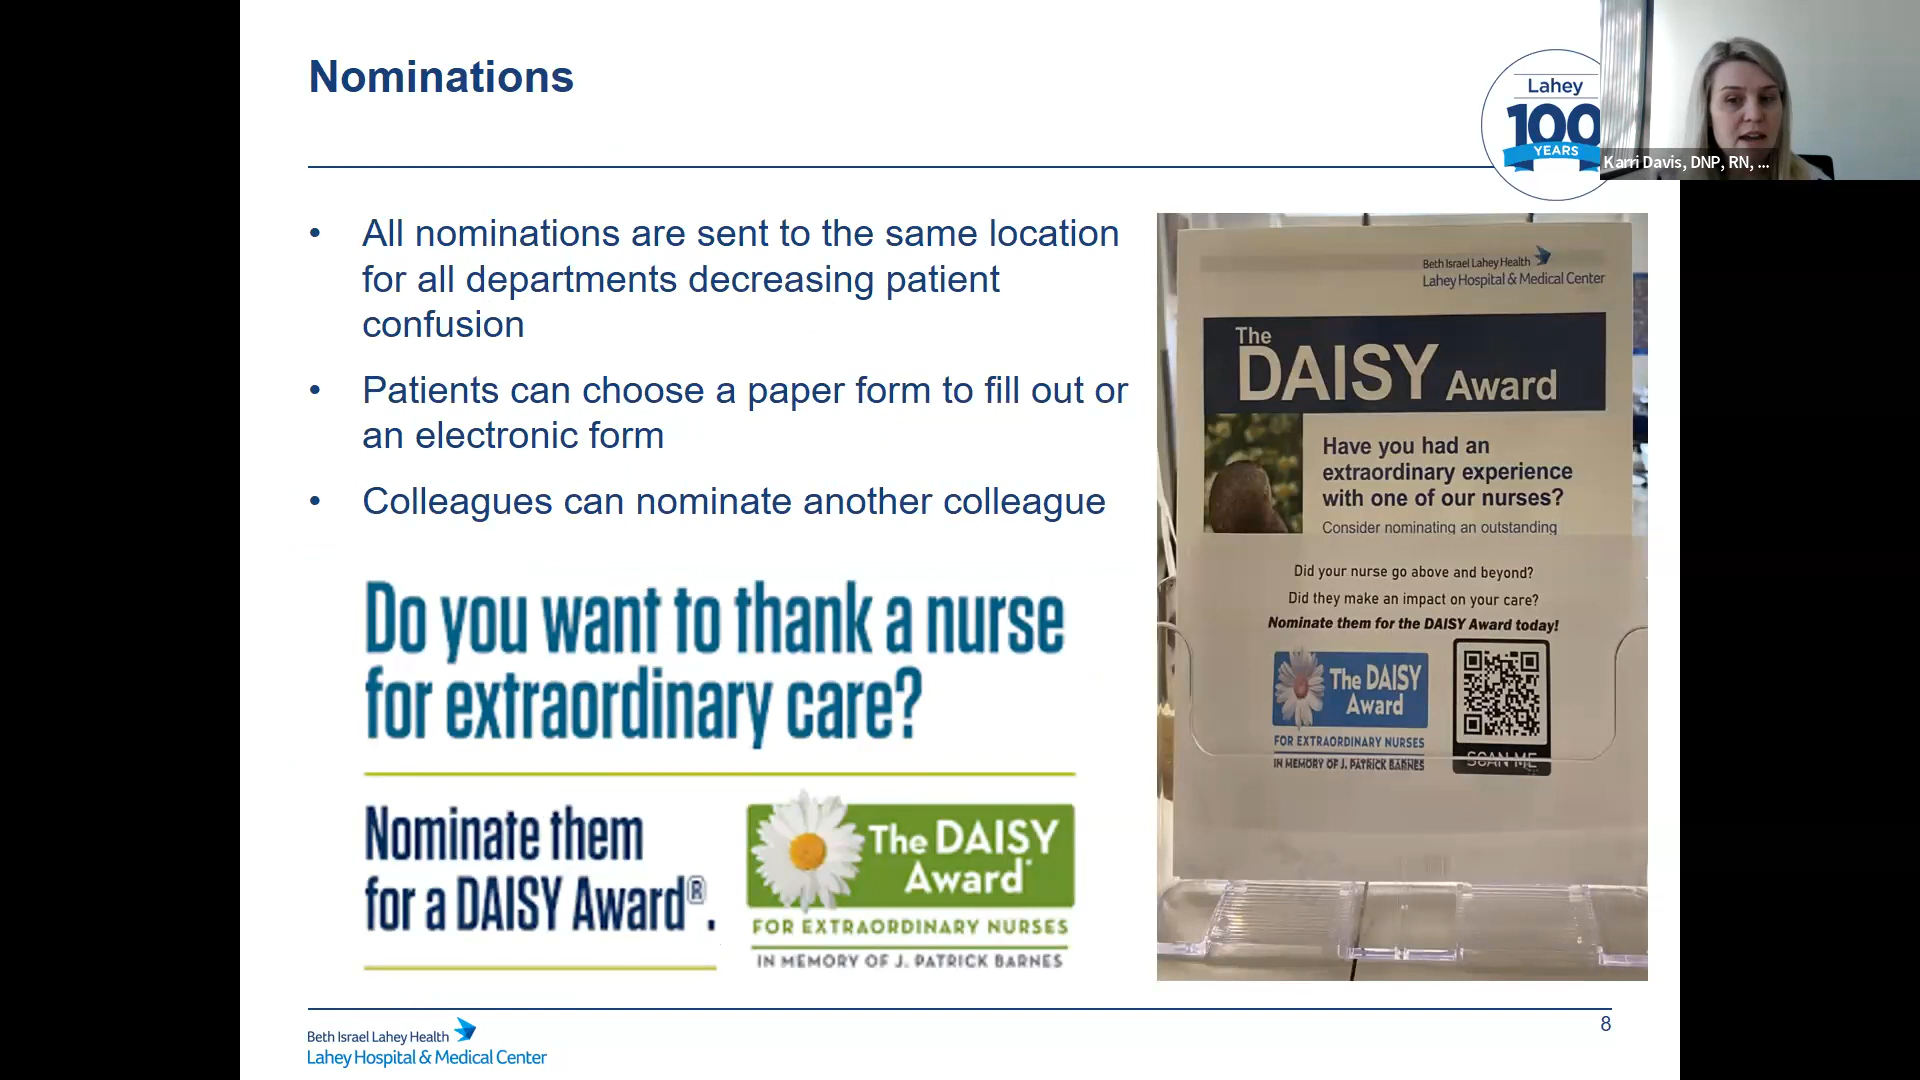 Nominations
Lahey
100
YEARS
Karri Davis, DNP, RN, ...
• All nominations are sent to the same location
for all departments decreasing patient
confusion
• Patients can choose a paper form to fill out or
an electronic form
• Colleagues can nominate another colleague
Do you want to thank a nurse
for extraordinary care?
Nominate them
for a DAISY Award®.
The DAISY
Award
FOR EXTRAORDINARY NURSES
IN MEMORY OF J. PATRICK BARNES
Beth Israel Lahey Health
Lahey Hospital & Medical Center
The
DAISY Award
Have you had an
extraordinary experience
with one of our nurses?
Consider nominating an outstanding
Did your nurse go above and beyond?
Did they make an impact on your care?
Nominate them for the DAISY Award today!
The DAISY
Award
FOR EXTRAORDINARY NURSES
IN MEMORY OF J. PATRICK BARNES
SCAN ME
Beth Israel Lahey Health
Lahey Hospital & Medical Center
8